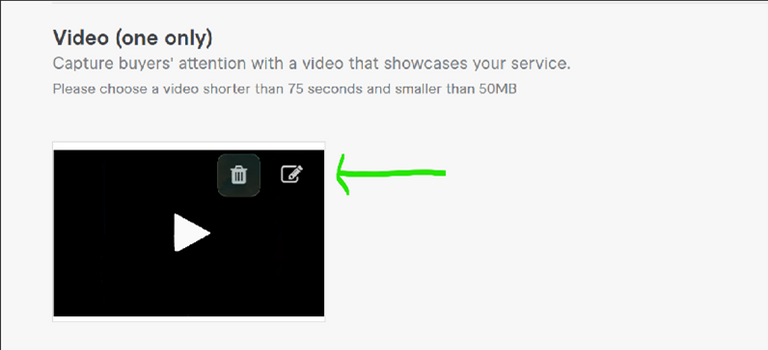 Video (one only)
Capture buyers' attention with a video that showcases your service.
Please choose a video shorter than 75 seconds and smaller than 50MB